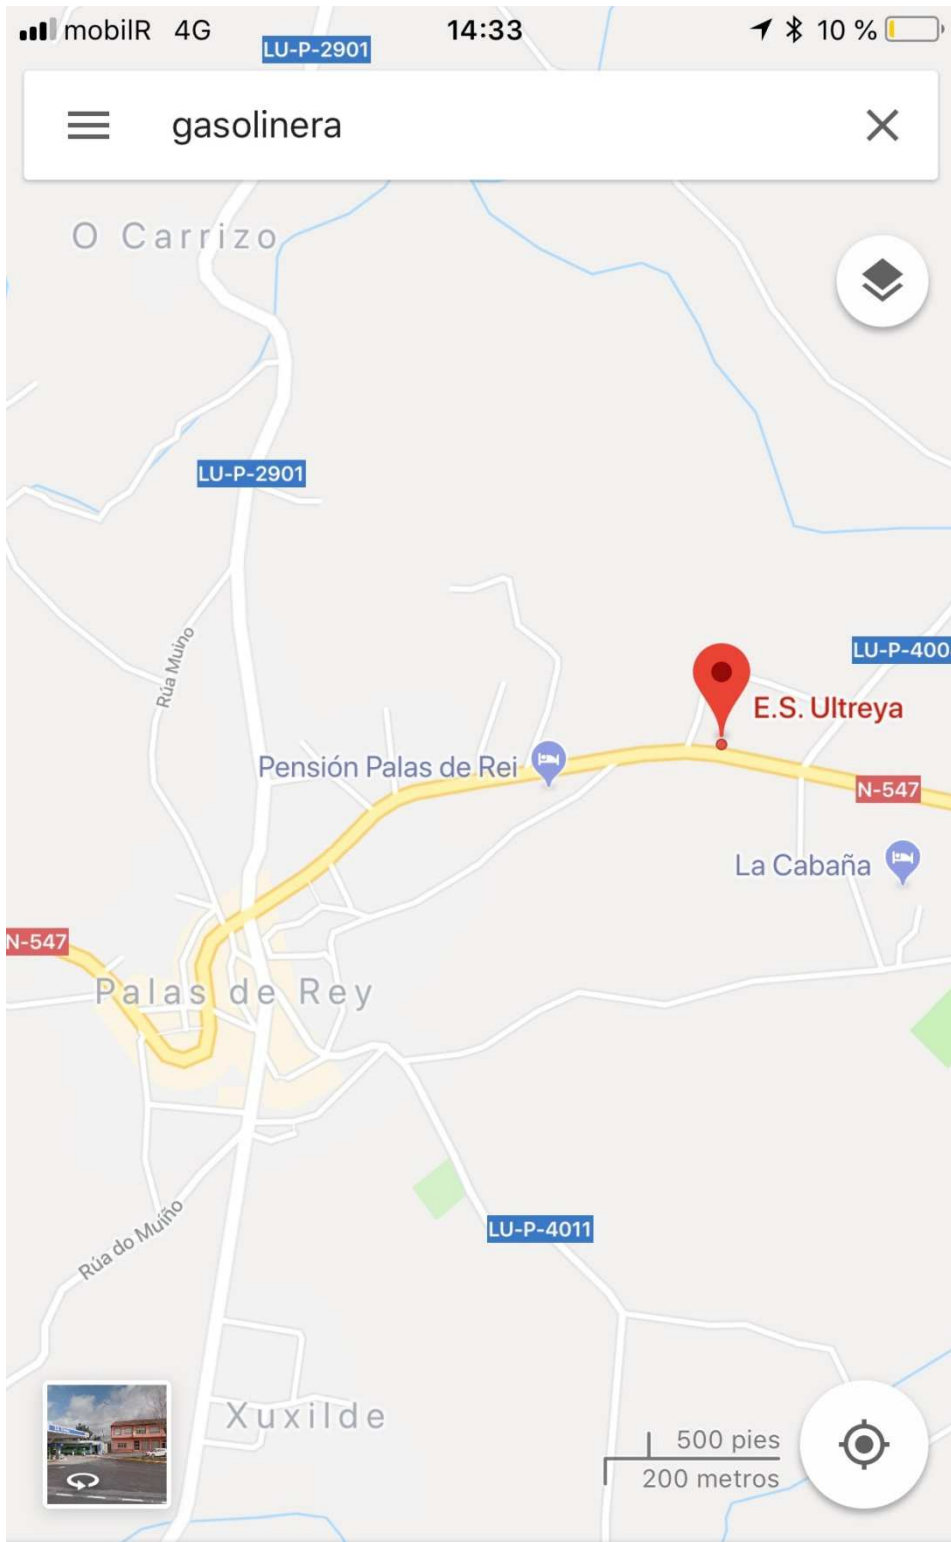 mobilR 4G 14:33 10 %
LU-P-2901
gasolinera
O Carrizo
LU-P-2901
Rúa Muino
LU-P-400
E.S. Ultreya
Pensión Palas de Rei
N-547
La Cabaña
N-547
Palas de Rey
Rúa do Muíño
LU-P-4011
Xuxilde
500 pies
200 metros